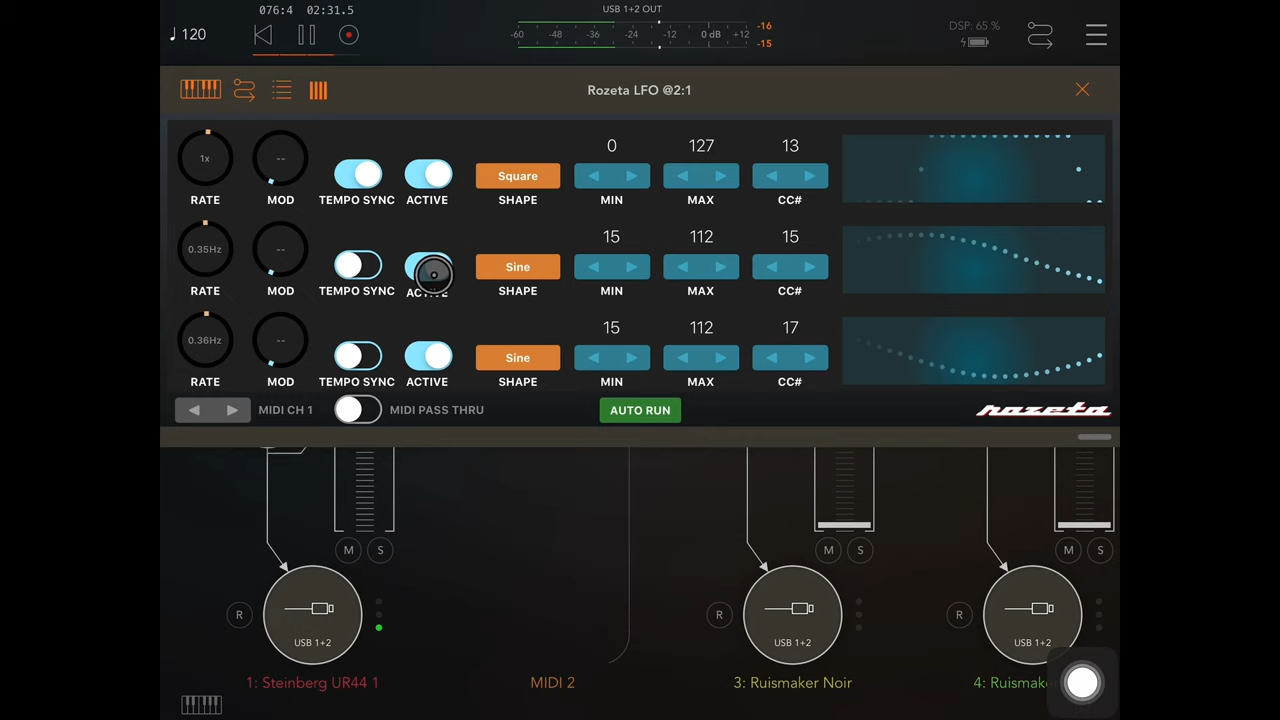 076:4 02:31.5 USB 1+2 OUT
120
-60 -48 -36 -24 -12 0 dB +12
-16
-15
DSP: 65 %
Rozeta LFO @2:1
1x -- Square 0 127 13
RATE MOD TEMPO SYNC ACTIVE SHAPE MIN MAX CC#
0.35Hz -- Sine 15 112 15
RATE MOD TEMPO SYNC ACTIVE SHAPE MIN MAX CC#
0.36Hz -- Sine 15 112 17
RATE MOD TEMPO SYNC ACTIVE SHAPE MIN MAX CC#
MIDI CH 1 MIDI PASS THRU AUTO RUN rozeta
M S M S M S
R USB 1+2 R USB 1+2 R USB 1+2
1: Steinberg UR44 1 MIDI 2 3: Ruismaker Noir 4: Ruismake